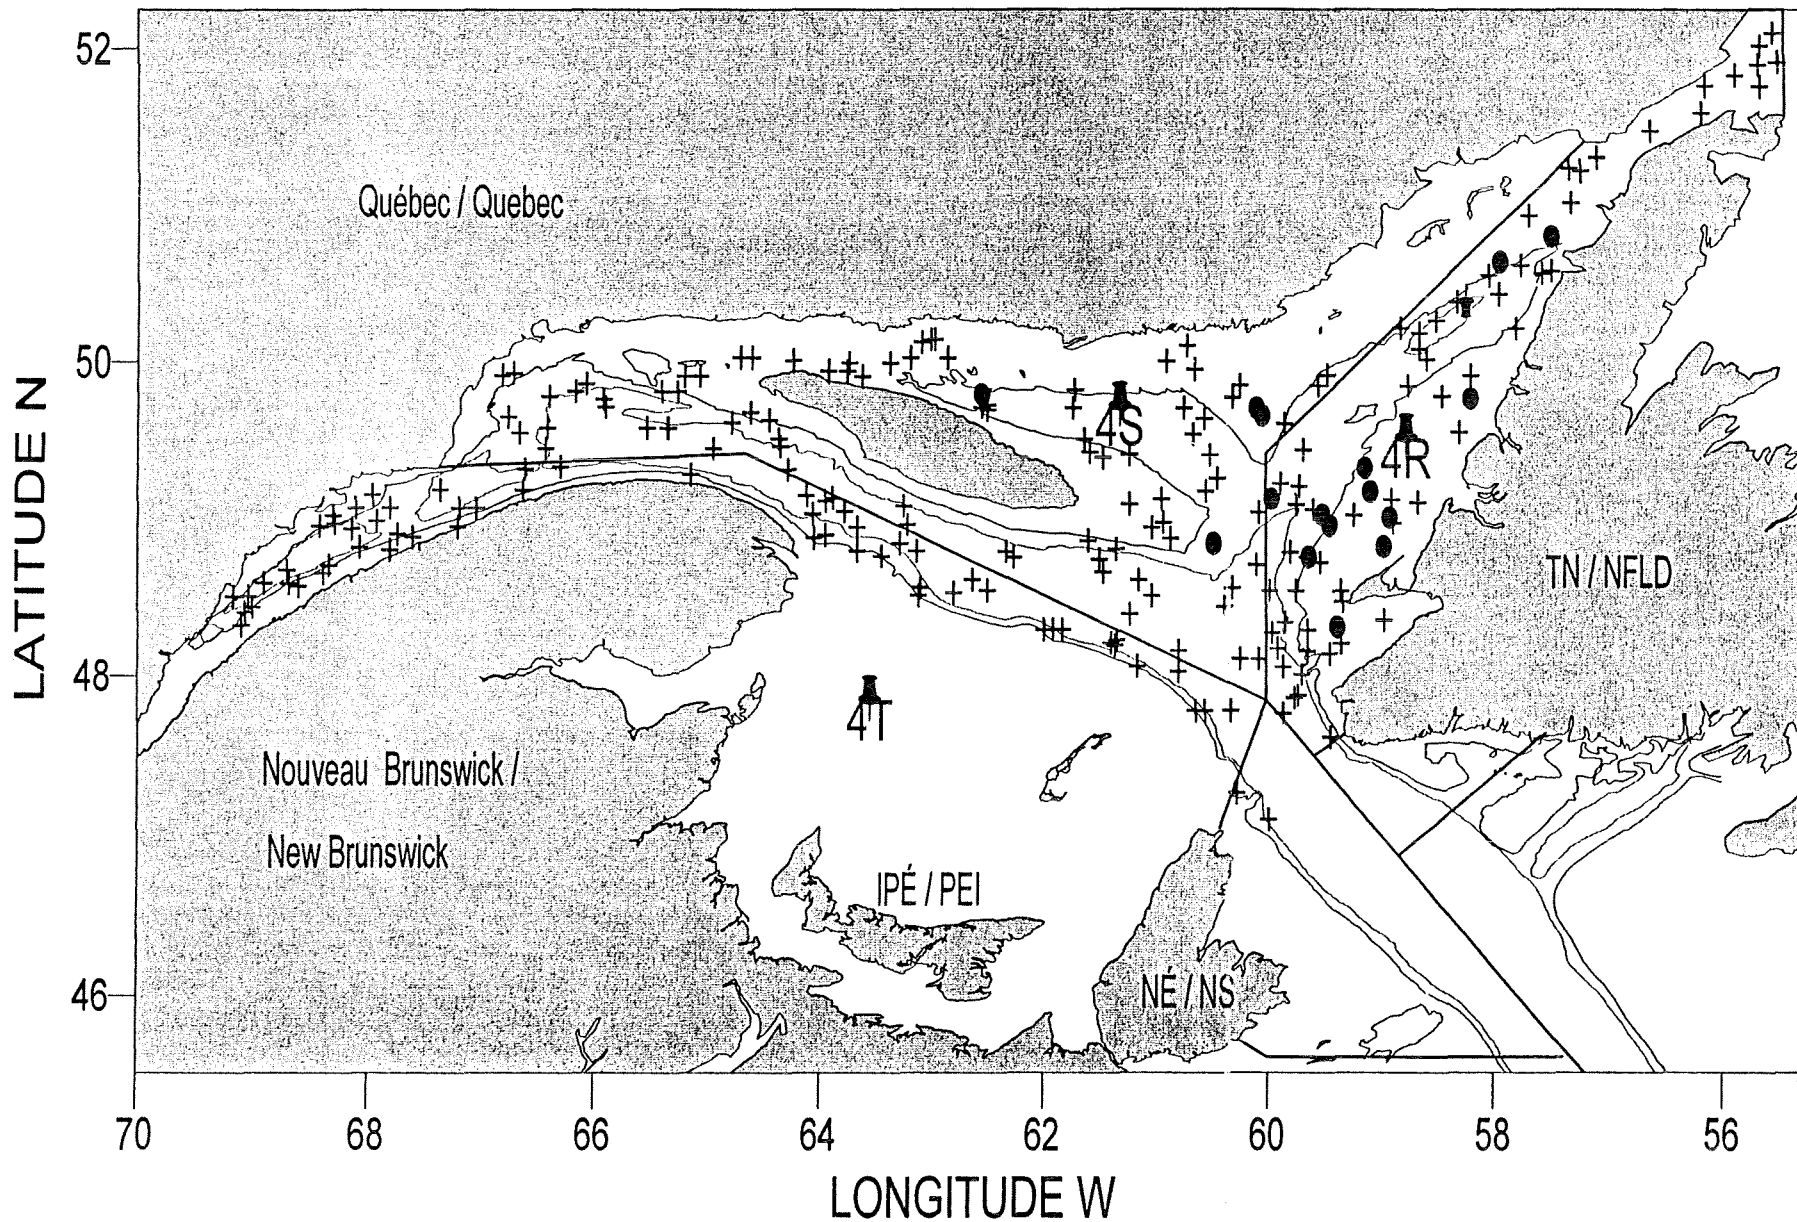 52
Québec / Quebec
50
4S
4R
LATITUDE N
TN / NFLD
48
4T
Nouveau Brunswick /
New Brunswick
IPÉ / PEI
46
NÉ / NS
70
68
66
64
62
60
58
56
LONGITUDE W